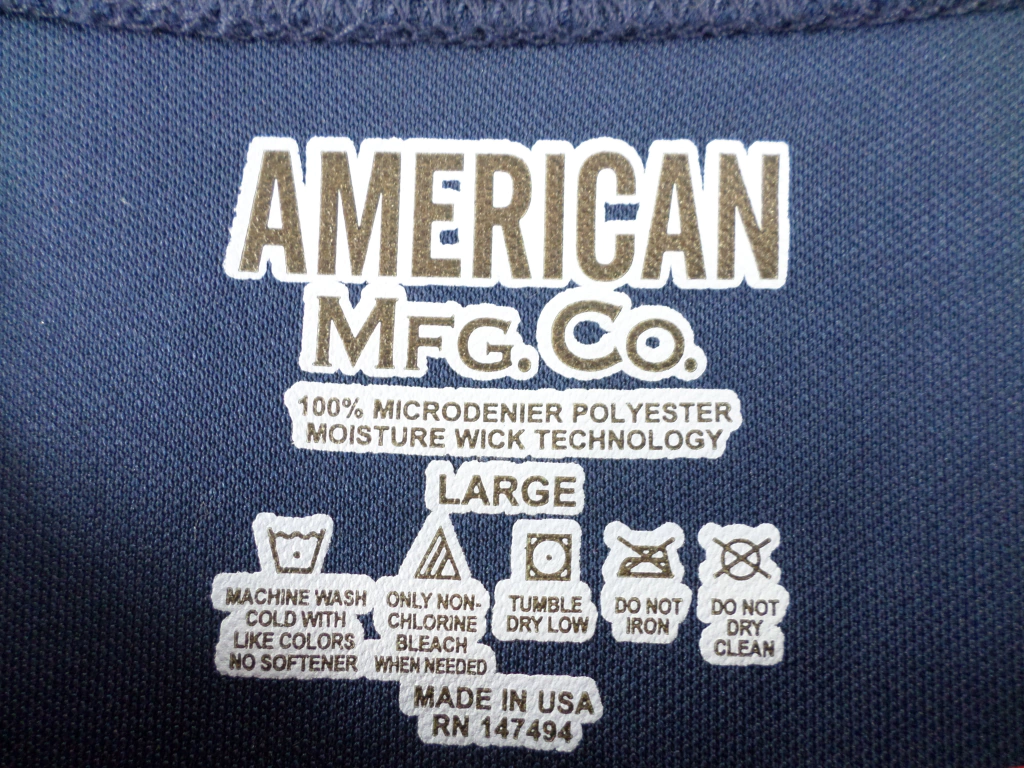 AMERICAN
MFG. CO.
100% MICRODENIER POLYESTER
MOISTURE WICK TECHNOLOGY
LARGE
MACHINE WASH
COLD WITH
LIKE COLORS
NO SOFTENER
ONLY NON-
CHLORINE
BLEACH
WHEN NEEDED
TUMBLE
DRY LOW
DO NOT
IRON
DO NOT
DRY
CLEAN
MADE IN USA
RN 147494